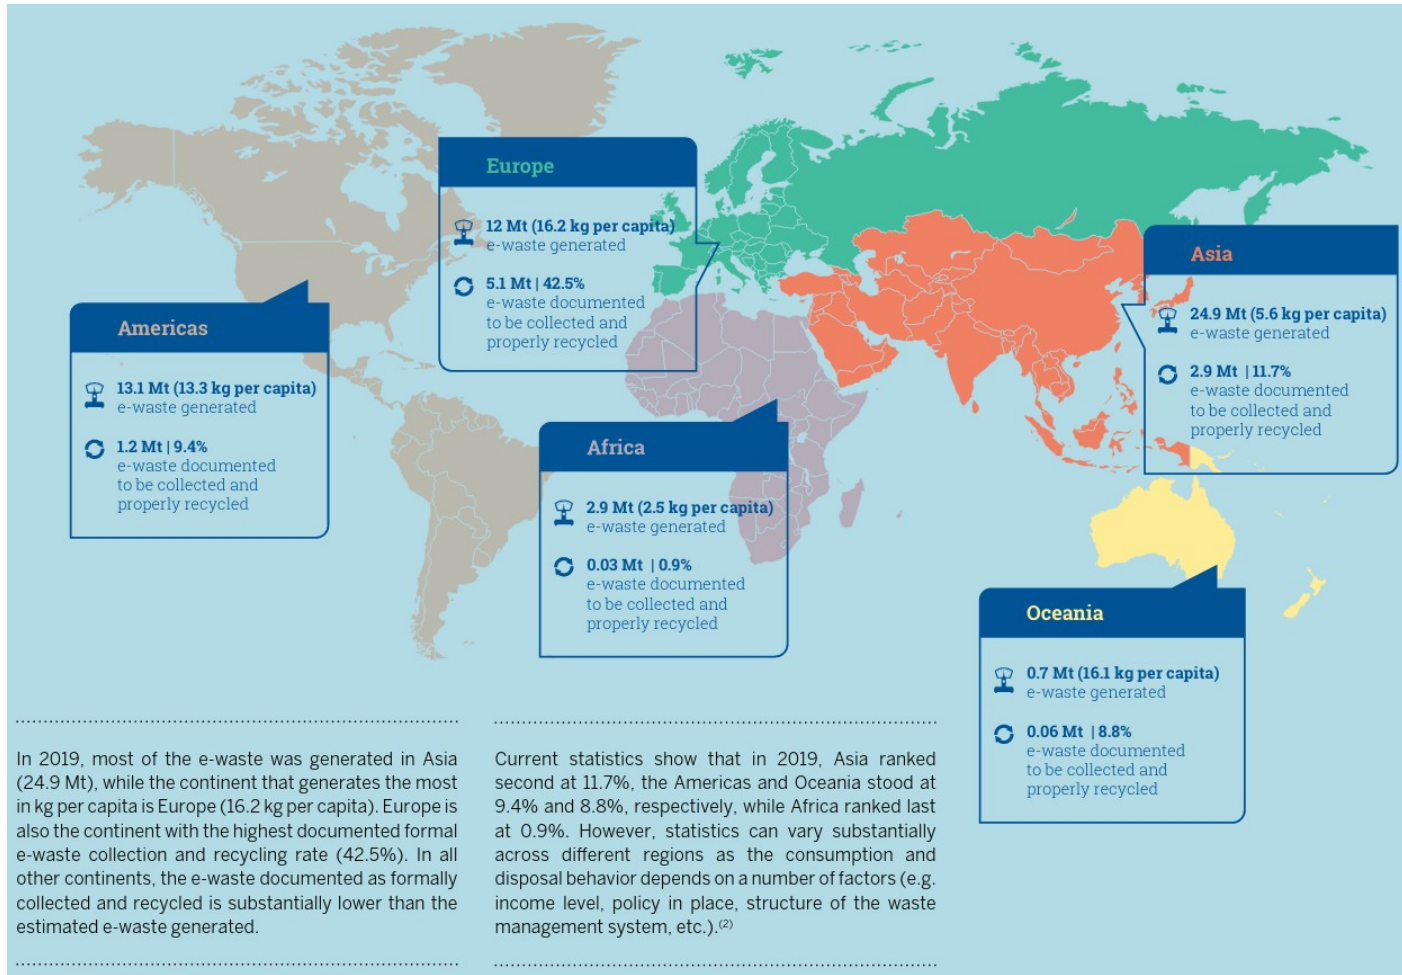 Europe
12 Mt (16.2 kg per capita)
e-waste generated
5.1 Mt | 42.5%
e-waste documented
to be collected and
properly recycled
Asia
24.9 Mt (5.6 kg per capita)
e-waste generated
2.9 Mt | 11.7%
e-waste documented
to be collected and
properly recycled
Americas
13.1 Mt (13.3 kg per capita)
e-waste generated
1.2 Mt | 9.4%
e-waste documented
to be collected and
properly recycled
Africa
2.9 Mt (2.5 kg per capita)
e-waste generated
0.03 Mt | 0.9%
e-waste documented
to be collected and
properly recycled
Oceania
0.7 Mt (16.1 kg per capita)
e-waste generated
0.06 Mt | 8.8%
e-waste documented
to be collected and
properly recycled
In 2019, most of the e-waste was generated in Asia
(24.9 Mt), while the continent that generates the most
in kg per capita is Europe (16.2 kg per capita). Europe is
also the continent with the highest documented formal
e-waste collection and recycling rate (42.5%). In all
other continents, the e-waste documented as formally
collected and recycled is substantially lower than the
estimated e-waste generated.
Current statistics show that in 2019, Asia ranked
second at 11.7%, the Americas and Oceania stood at
9.4% and 8.8%, respectively, while Africa ranked last
at 0.9%. However, statistics can vary substantially
across different regions as the consumption and
disposal behavior depends on a number of factors (e.g.
income level, policy in place, structure of the waste
management system, etc.).(2)